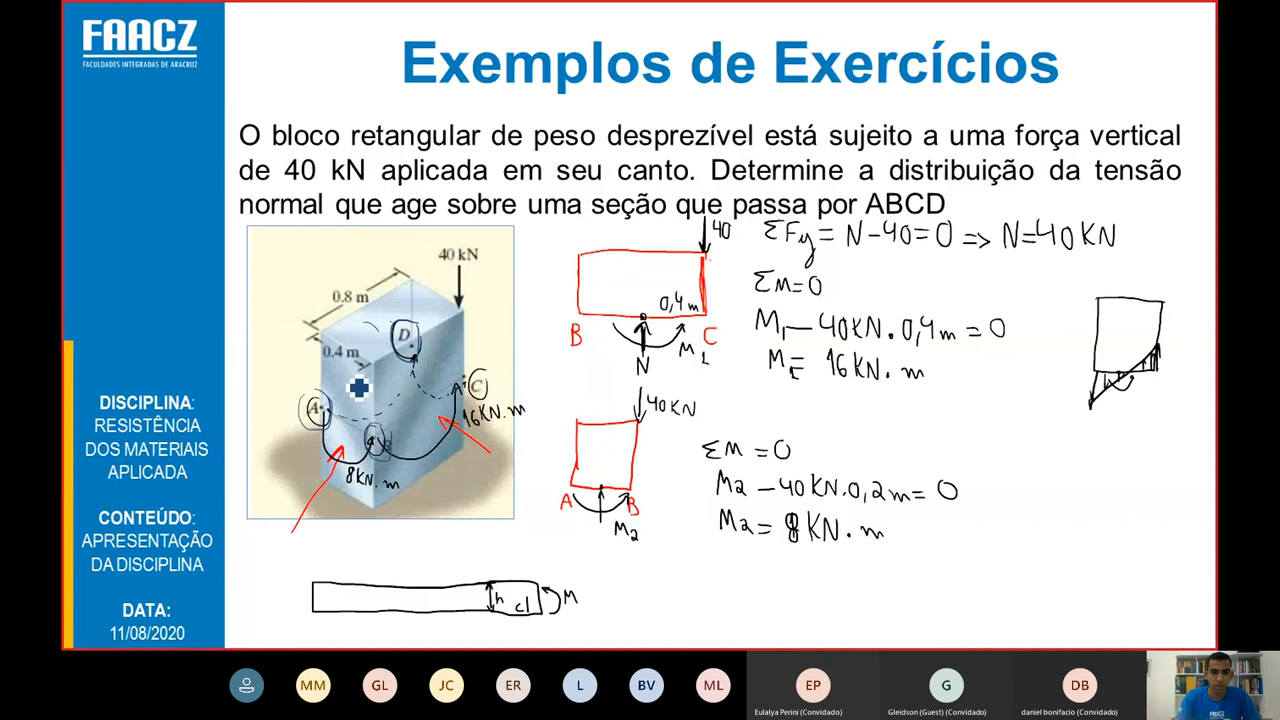 FAACZ
FACULDADES INTEGRADAS DE ARACRUZ
Exemplos de Exercícios
O bloco retangular de peso desprezível está sujeito a uma força vertical
de 40 kN aplicada em seu canto. Determine a distribuição da tensão
normal que age sobre uma seção que passa por ABCD
40 kN
0.8 m
0.4 m
D
A
C
16KN.m
8KN.m
40
0,4m
B
C
N
M1
ΣFy = N-40=0 => N=40KN
ΣM=0
M1 - 40KN.0,4m = 0
M1 = 16KN.m
40KN
A
B
M2
ΣM = 0
M2 - 40KN.0,2m = 0
M2 = 8KN.m
h
M
DISCIPLINA:
RESISTÊNCIA
DOS MATERIAIS
APLICADA
CONTEÚDO:
APRESENTAÇÃO
DA DISCIPLINA
DATA:
11/08/2020
MM
GL
JC
ER
L
BV
ML
EP
Eulalya Perini (Convidado)
G
Gleidson (Guest) (Convidado)
DB
daniel bonifacio (Convidado)
FAACZ